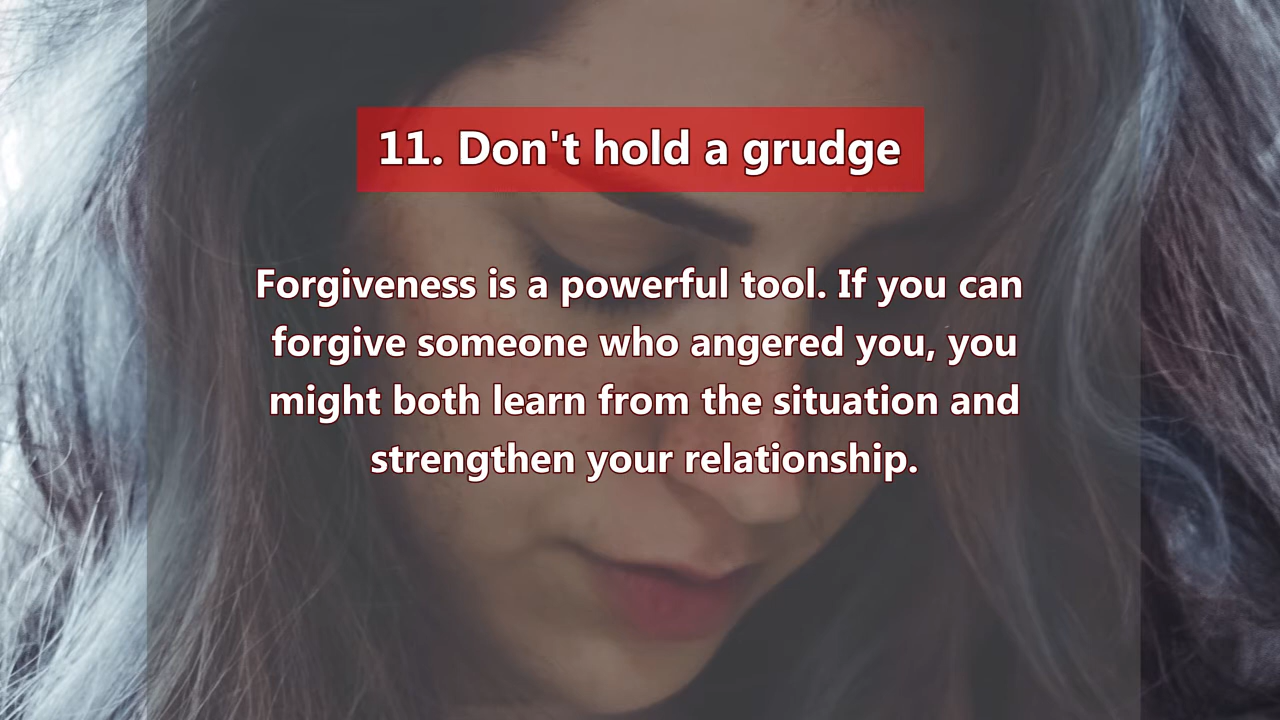 11. Don't hold a grudge
Forgiveness is a powerful tool. If you can
forgive someone who angered you, you
might both learn from the situation and
strengthen your relationship.